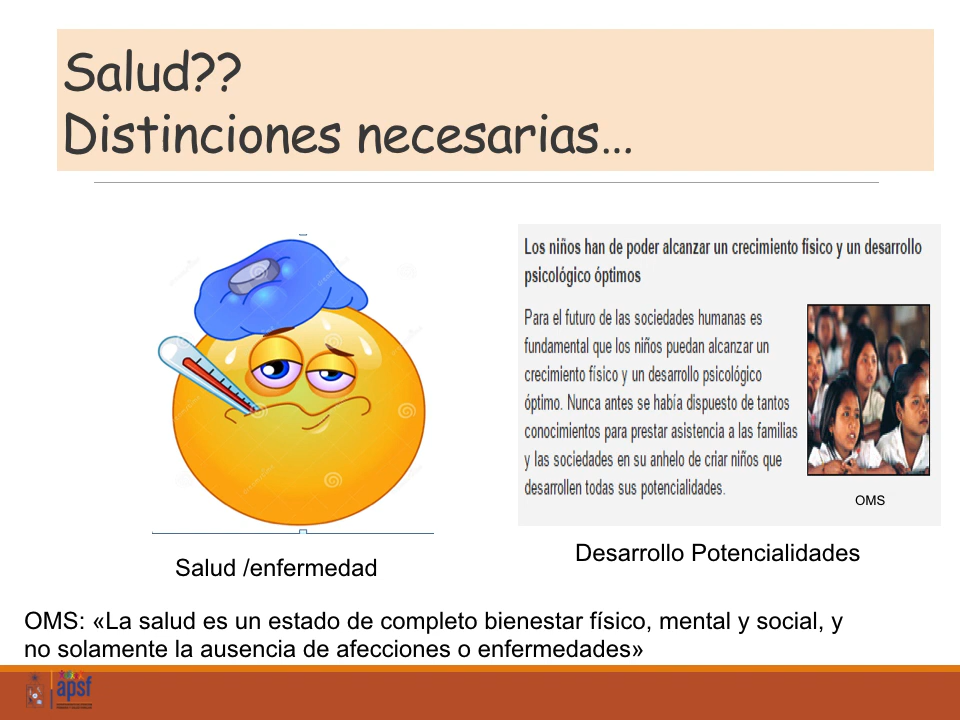 Salud??
Distinciones necesarias...
Los niños han de poder alcanzar un crecimiento físico y un desarrollo
psicológico óptimos
Para el futuro de las sociedades humanas es
fundamental que los niños puedan alcanzar un
crecimiento físico y un desarrollo psicológico
óptimo. Nunca antes se había dispuesto de tantos
conocimientos para prestar asistencia a las familias
y las sociedades en su anhelo de criar niños que
desarrollen todas sus potencialidades.
OMS
Salud /enfermedad
Desarrollo Potencialidades
OMS: «La salud es un estado de completo bienestar físico, mental y social, y
no solamente la ausencia de afecciones o enfermedades»
apsf